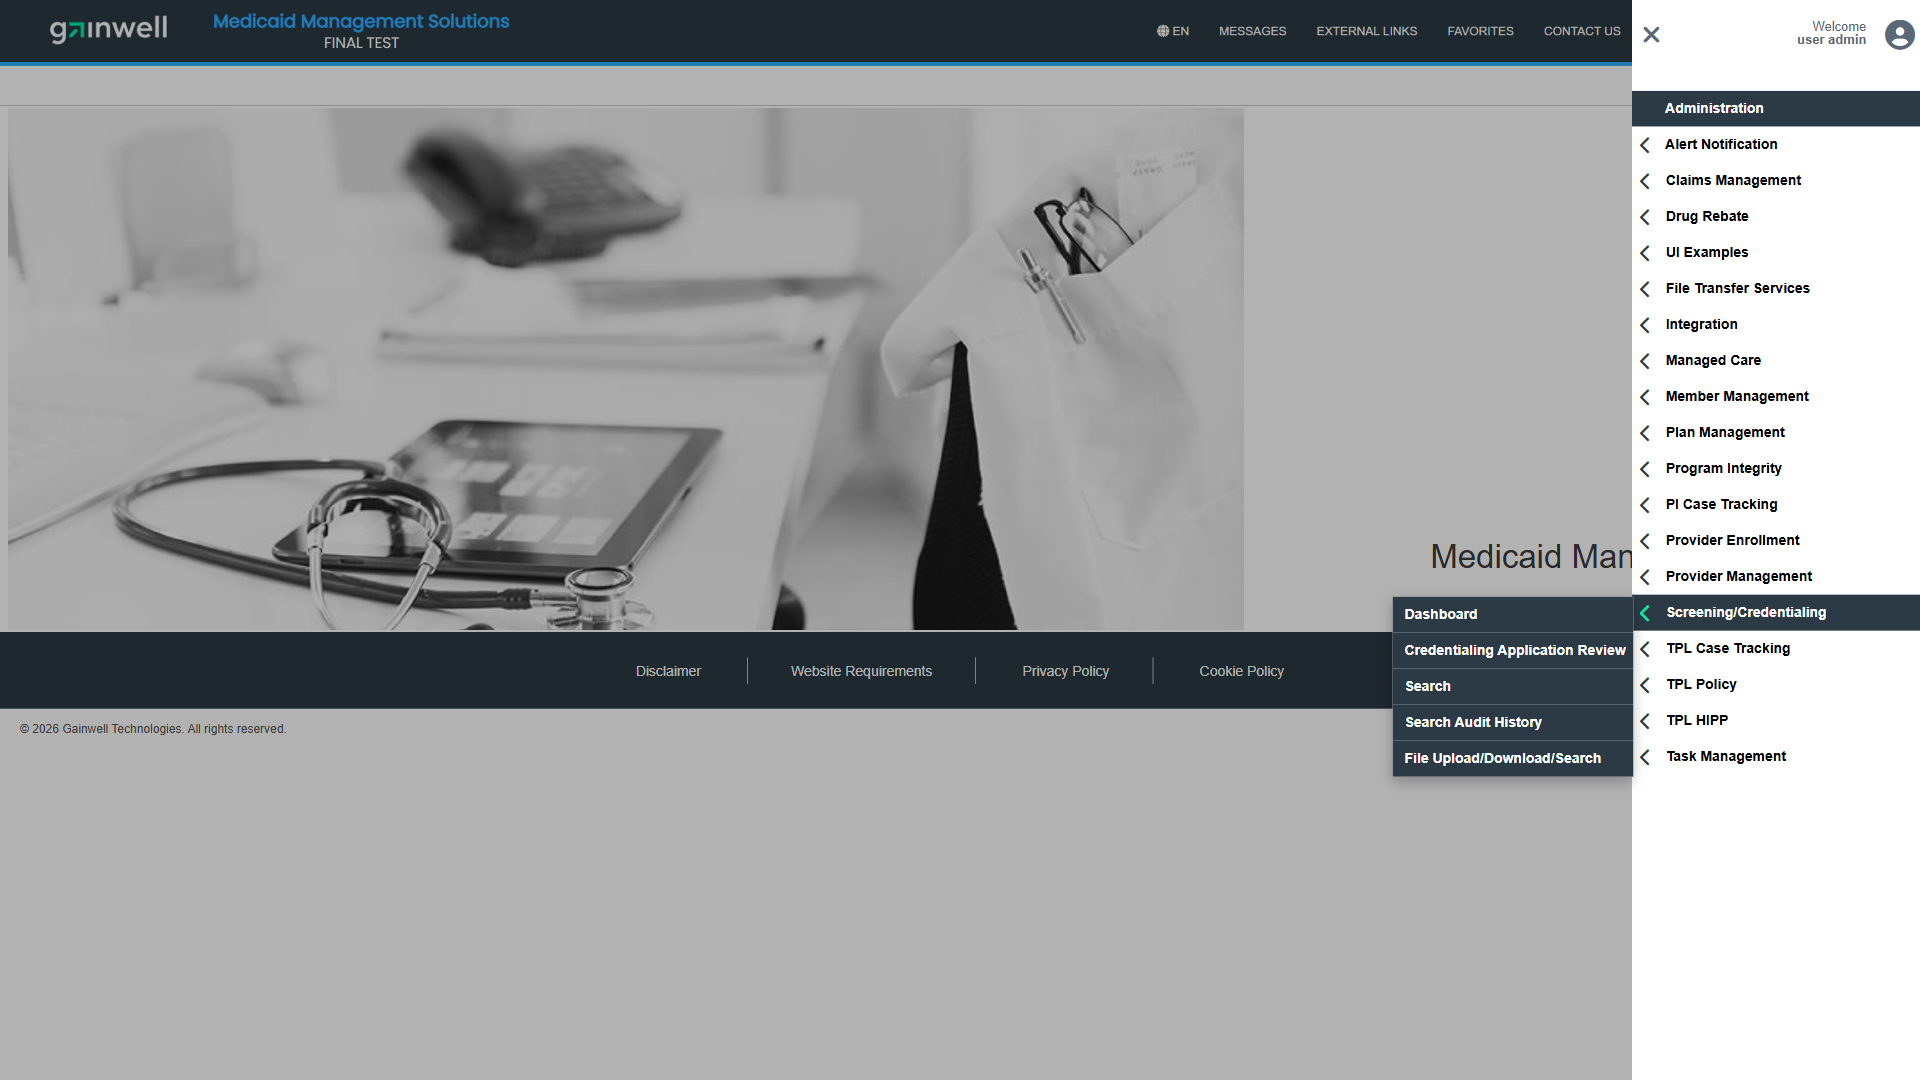 gainwell
Medicaid Management Solutions
FINAL TEST
EN
MESSAGES
EXTERNAL LINKS
FAVORITES
CONTACT US
Welcome
user admin
Administration
Alert Notification
Claims Management
Drug Rebate
UI Examples
File Transfer Services
Integration
Managed Care
Member Management
Plan Management
Program Integrity
PI Case Tracking
Provider Enrollment
Provider Management
Screening/Credentialing
TPL Case Tracking
TPL Policy
TPL HIPP
Task Management
Medicaid Man
Dashboard
Credentialing Application Review
Search
Search Audit History
File Upload/Download/Search
Disclaimer
Website Requirements
Privacy Policy
Cookie Policy
© 2026 Gainwell Technologies. All rights reserved.